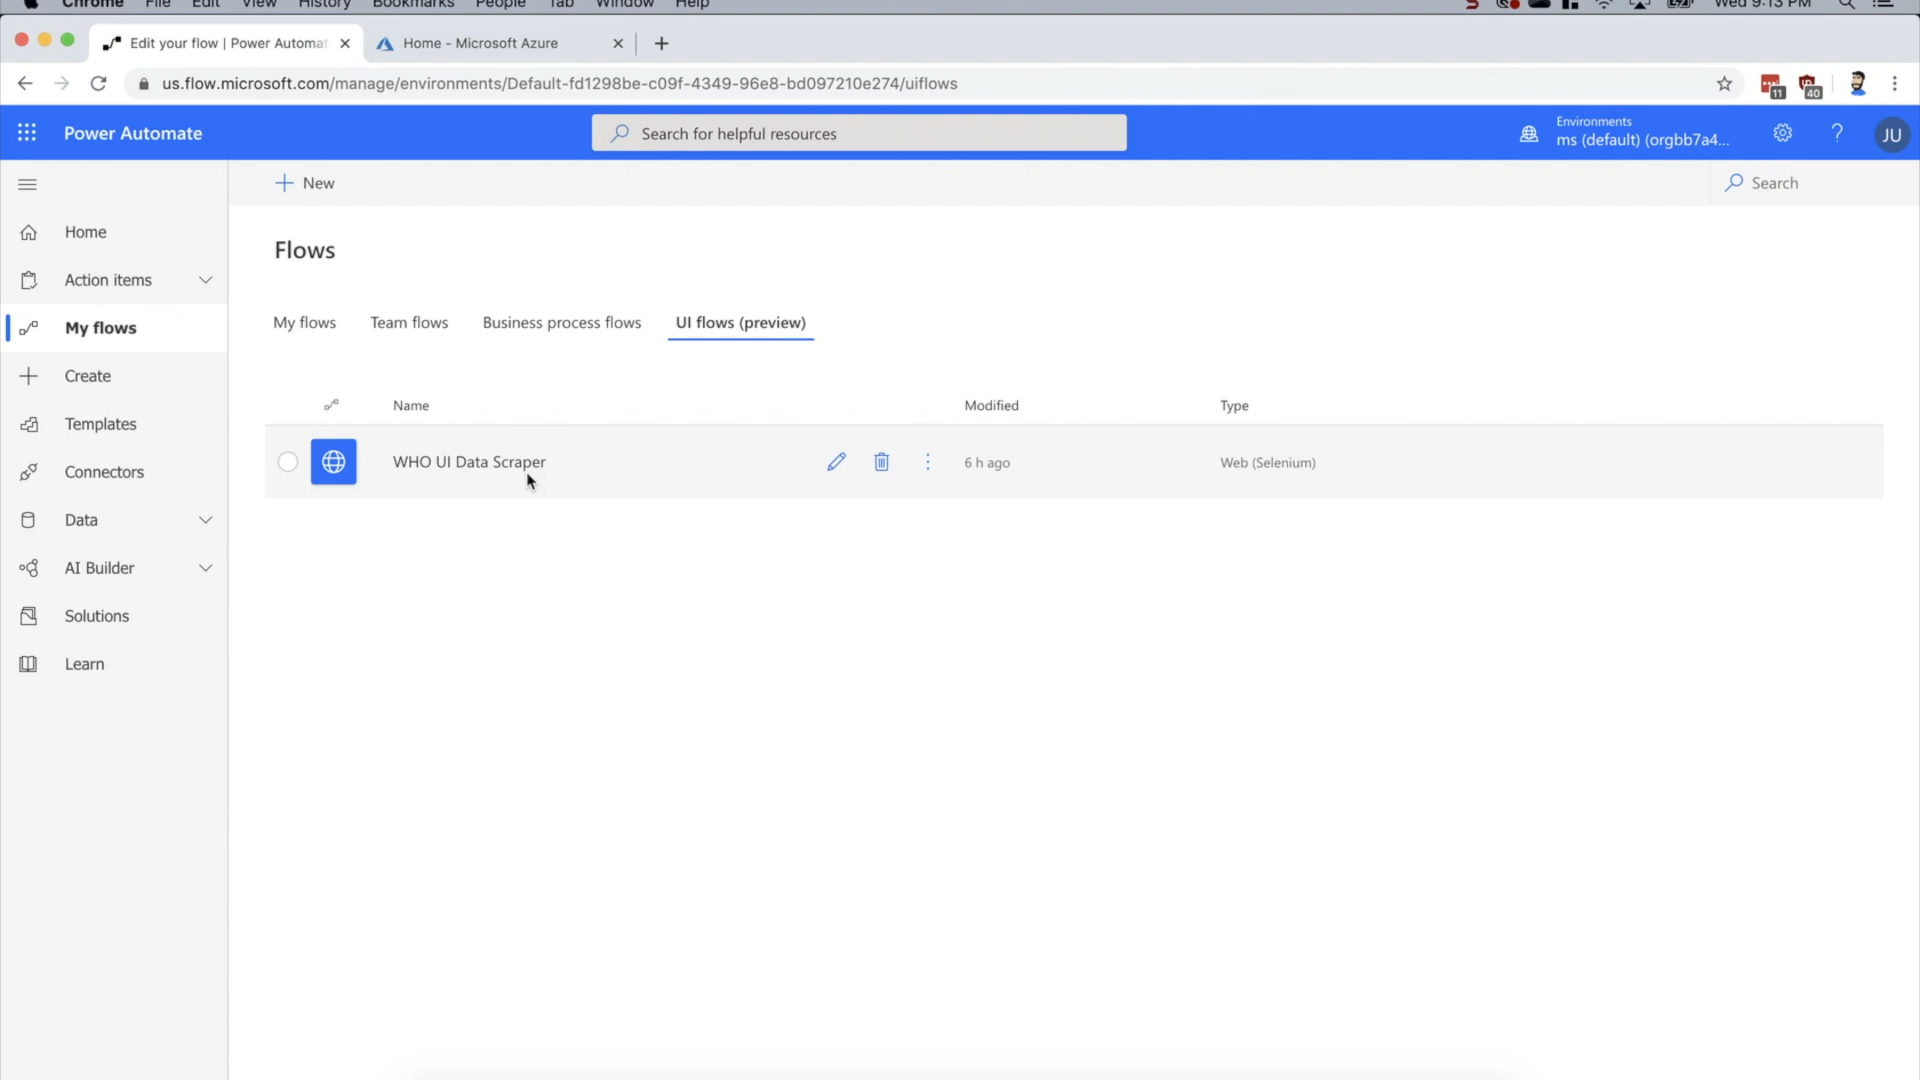 Chrome File Edit View History Bookmarks People Tab Window Help Wed 9:13 PM
Edit your flow | Power Automat
Home - Microsoft Azure
us.flow.microsoft.com/manage/environments/Default-fd1298be-c09f-4349-96e8-bd097210e274/uiflows
11
40
Power Automate
Search for helpful resources
Environments
ms (default) (orgbb7a4...
JU
New
Search
Home
Action items
My flows
Create
Templates
Connectors
Data
AI Builder
Solutions
Learn
Flows
My flows Team flows Business process flows UI flows (preview)
Name Modified Type
WHO UI Data Scraper 6 h ago Web (Selenium)